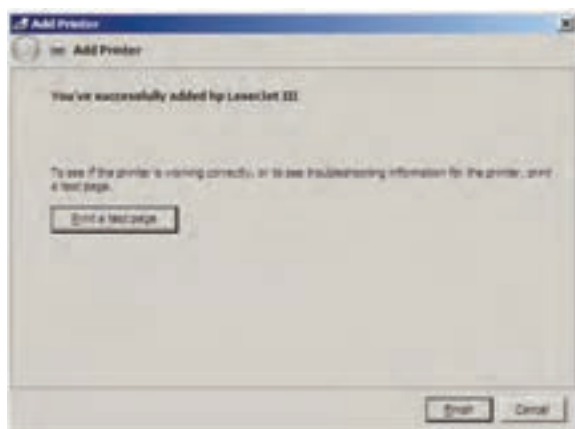 Add Printer
Add Printer
You've successfully added hp LaserJet III
To see if the printer is working correctly, or to see troubleshooting information for the printer, print
a test page.
Print a test page
Finish
Cancel